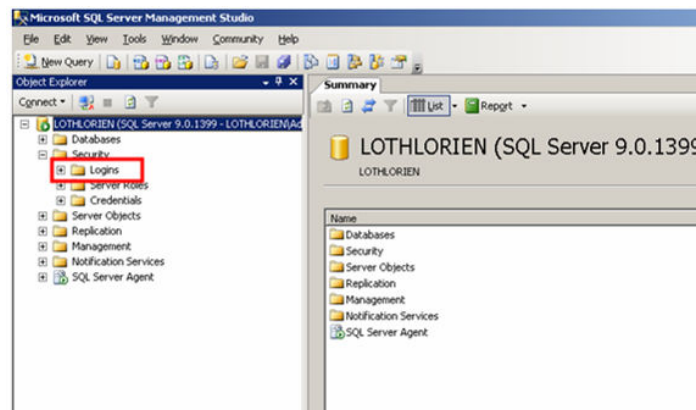 Microsoft SQL Server Management Studio
File Edit View Tools Window Community Help
New Query
Object Explorer
Connect
LOTHLORIEN (SQL Server 9.0.1399 - LOTHLORIEN\Ad
Databases
Security
Logins
Server Roles
Credentials
Server Objects
Replication
Management
Notification Services
SQL Server Agent
Summary
List Report
LOTHLORIEN (SQL Server 9.0.1399
LOTHLORIEN
Name
Databases
Security
Server Objects
Replication
Management
Notification Services
SQL Server Agent